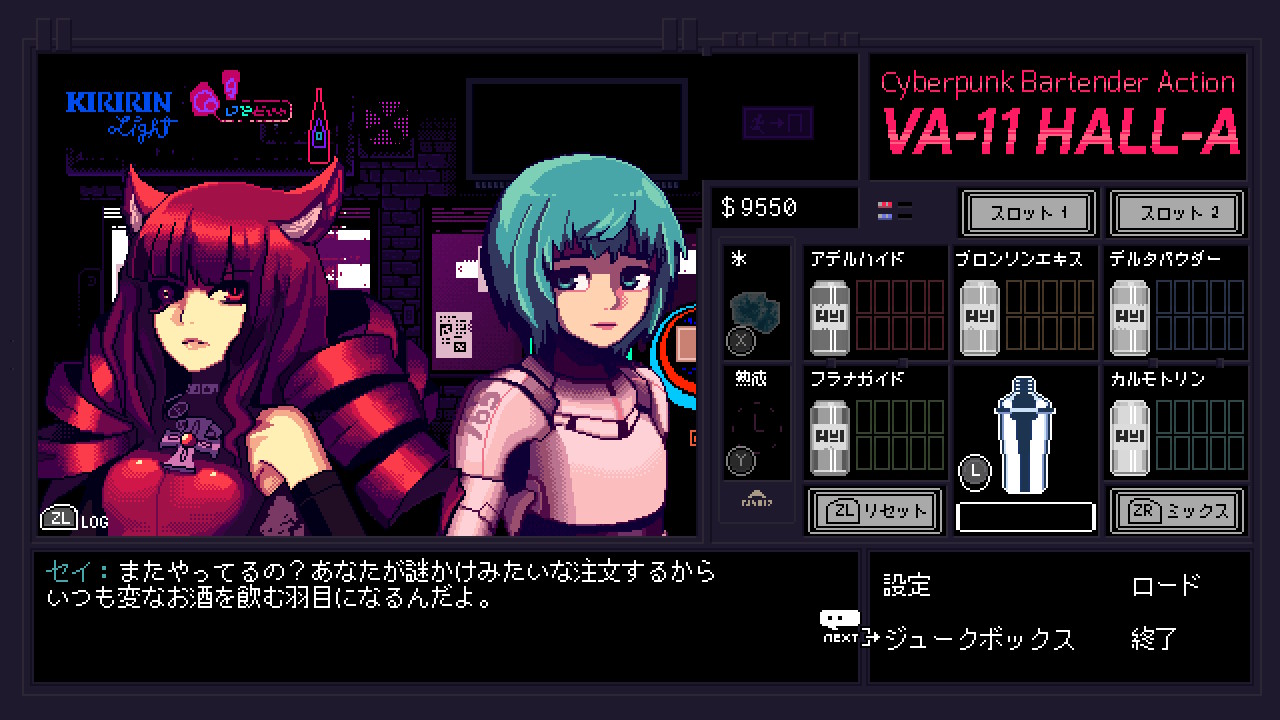 KIRIRIN
Light
Cyberpunk Bartender Action
VA-11 HALL-A
$ 9550
スロット 1
スロット 2
氷
アデルハイド
ブロンソンエキス
デルタパウダー
X
熟成
フラナガイド
カルモトリン
Y
L
ZL リセット
ZR ミックス
ZL LOG
769
セイ：またやってるの？あなたが謎かけみたいな注文するから
いつも変なお酒を飲む羽目になるんだよ。
NEXT
設定
ロード
ジュークボックス
終了